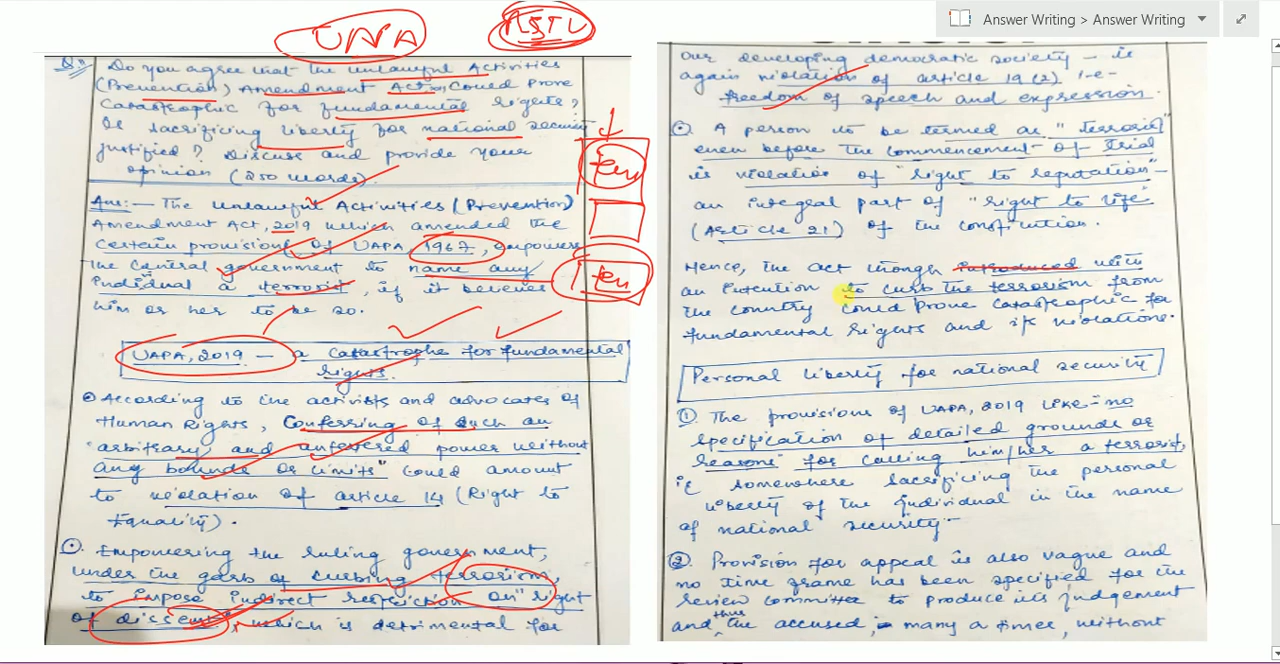 Answer Writing > Answer Writing
UAPA
Q.
Do you agree that the unlawful Activities
(Prevention) Amendment Act, 2019 could Prove
catastrophic for fundamental rights?
Is sacrificing liberty for national security
justified? Discuss and provide your
opinion (250 words).
Ans:- The unlawful Activities (Prevention)
Amendment Act, 2019 which amended the
certain provisions of UAPA, 1967, empowers
the central government to name any
individual a terrorist, if it believes
him or her to be so.
UAPA, 2019 - a catastrophe for fundamental
rights.
According to the activists and advocates of
Human Rights, Conferring of such an
"arbitrary and unfettered power without
any bounds or limits" could amount
to violation of article 14 (Right to
Equality).
Empowering the ruling government,
under the garb of curbing terrorism,
to impose indirect restriction on "right
of dissent", which is detrimental for
our developing democratic society - is
again violation of article 19(2) i.e-
freedom of speech and expression.
A person to be termed as "terrorist"
even before the commencement of trial
is violation of "right to reputation" -
an integral part of "right to life"
(Article 21) of the constitution.
Hence, the act though introduced with
an intention to curb the terrorism from
the country could prove catastrophic for
fundamental Rights and its violations.
Personal liberty for national security
① The provisions of UAPA, 2019 like - no
specification of detailed grounds or
reasons for calling him/her a terrorist,
is somewhere sacrificing the personal
liberty of the individual in the name
of national security.
② Provision for appeal is also vague and
no time frame has been specified for the
review committee to produce its judgement
and thus the accused, many a times, without